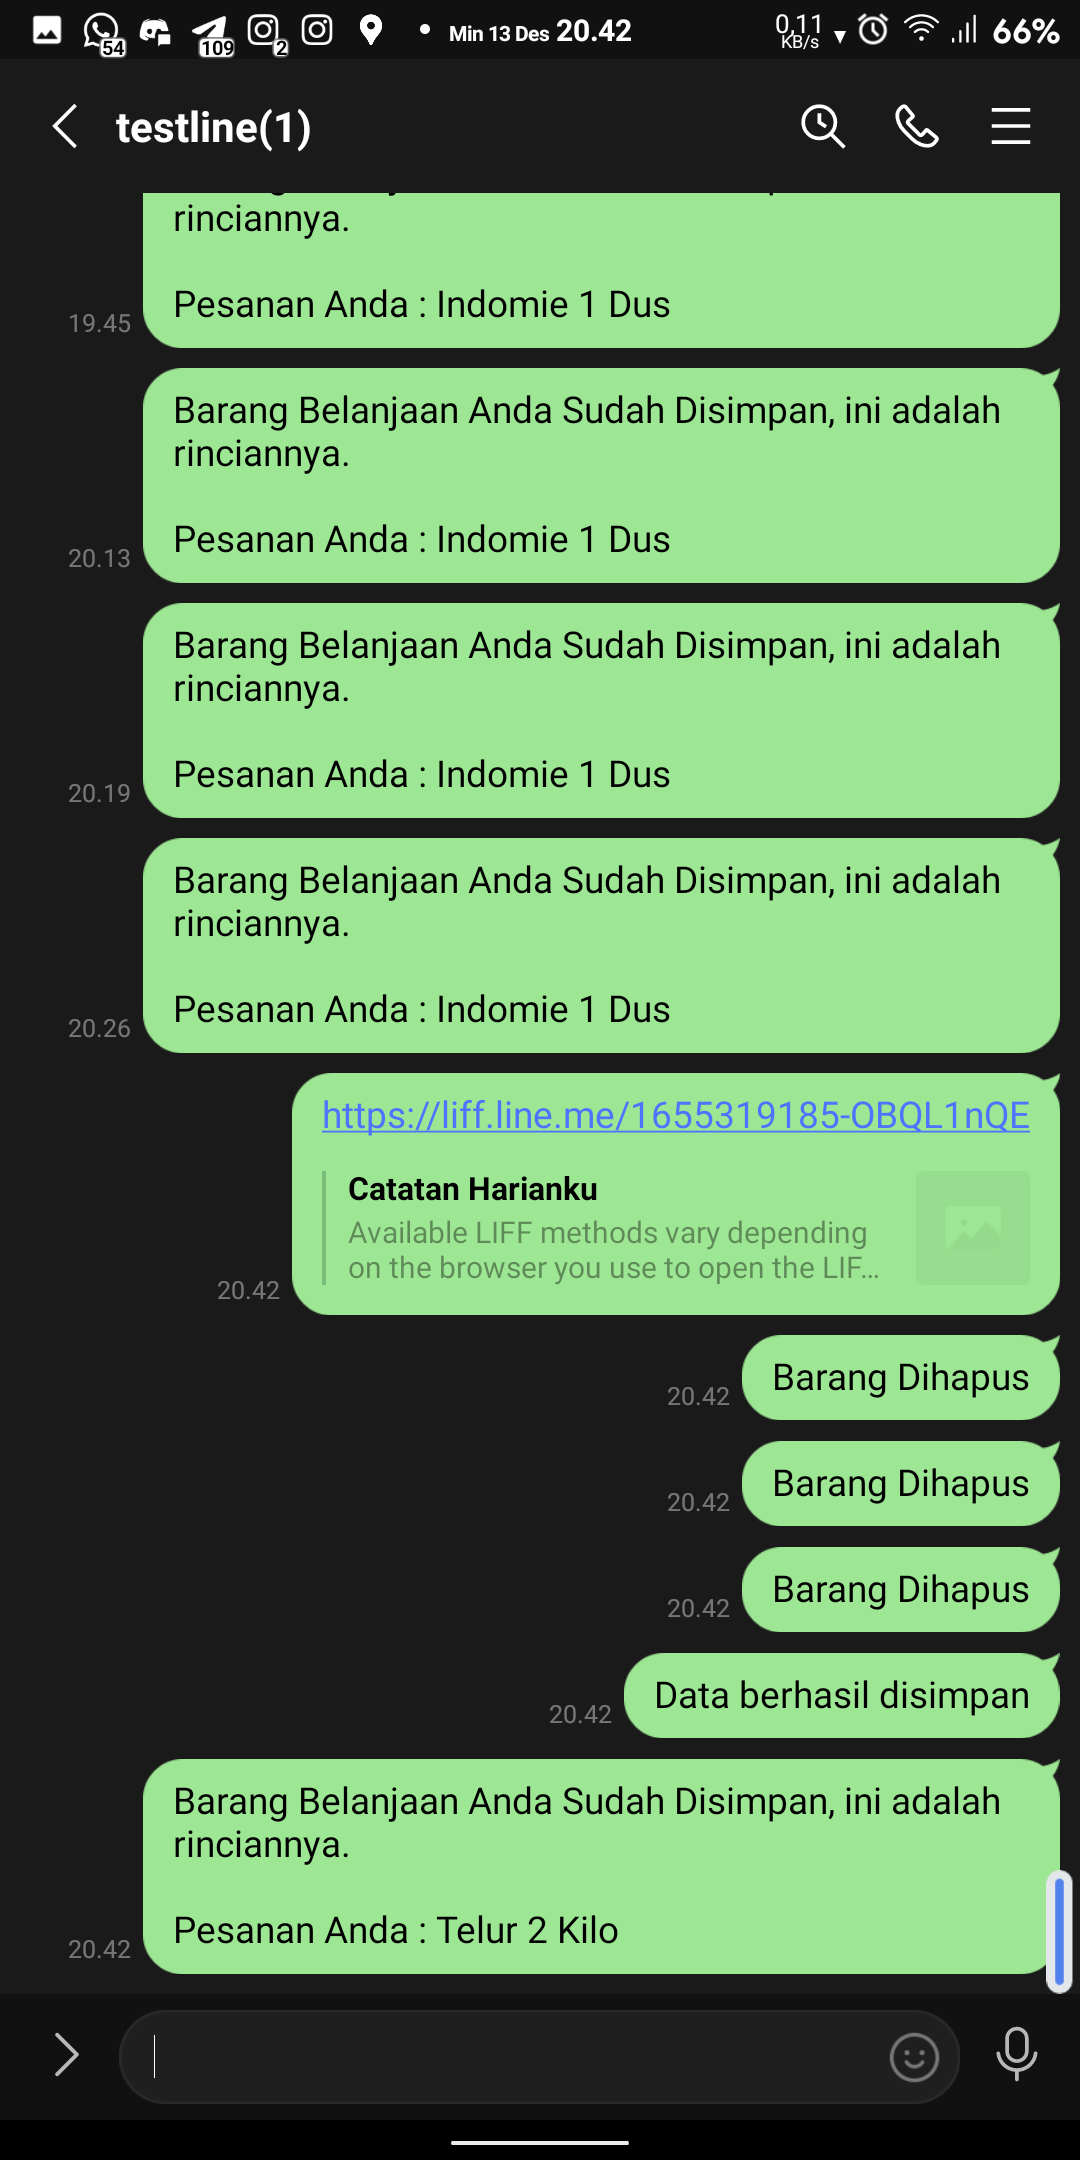 54
109
2
Min 13 Des 20.42
0,11
KB/s
66%
testline(1)
rinciannya.
Pesanan Anda : Indomie 1 Dus
19.45
Barang Belanjaan Anda Sudah Disimpan, ini adalah
rinciannya.
Pesanan Anda : Indomie 1 Dus
20.13
Barang Belanjaan Anda Sudah Disimpan, ini adalah
rinciannya.
Pesanan Anda : Indomie 1 Dus
20.19
Barang Belanjaan Anda Sudah Disimpan, ini adalah
rinciannya.
Pesanan Anda : Indomie 1 Dus
20.26
https://liff.line.me/1655319185-OBQL1nQE
Catatan Harianku
Available LIFF methods vary depending
on the browser you use to open the LIF...
20.42
Barang Dihapus
20.42
Barang Dihapus
20.42
Barang Dihapus
20.42
Data berhasil disimpan
20.42
Barang Belanjaan Anda Sudah Disimpan, ini adalah
rinciannya.
Pesanan Anda : Telur 2 Kilo
20.42